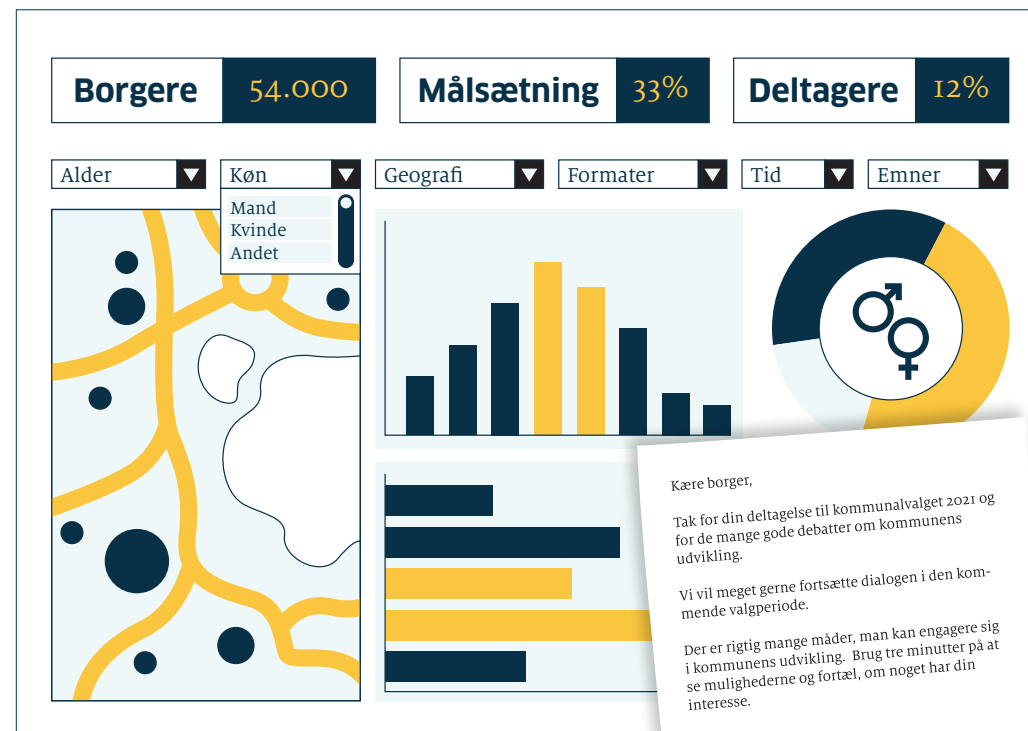 Borgere 54.000 Målsætning 33% Deltagere 12%
Alder Køn Geografi Formater Tid Emner
Mand
Kvinde
Andet
Kære borger,
Tak for din deltagelse til kommunalvalget 2021 og
for de mange gode debatter om kommunens
udvikling.
Vi vil meget gerne fortsætte dialogen i den kom-
mende valgperiode.
Der er rigtig mange måder, man kan engagere sig
i kommunens udvikling. Brug tre minutter på at
se mulighederne og fortæl, om noget har din
interesse.